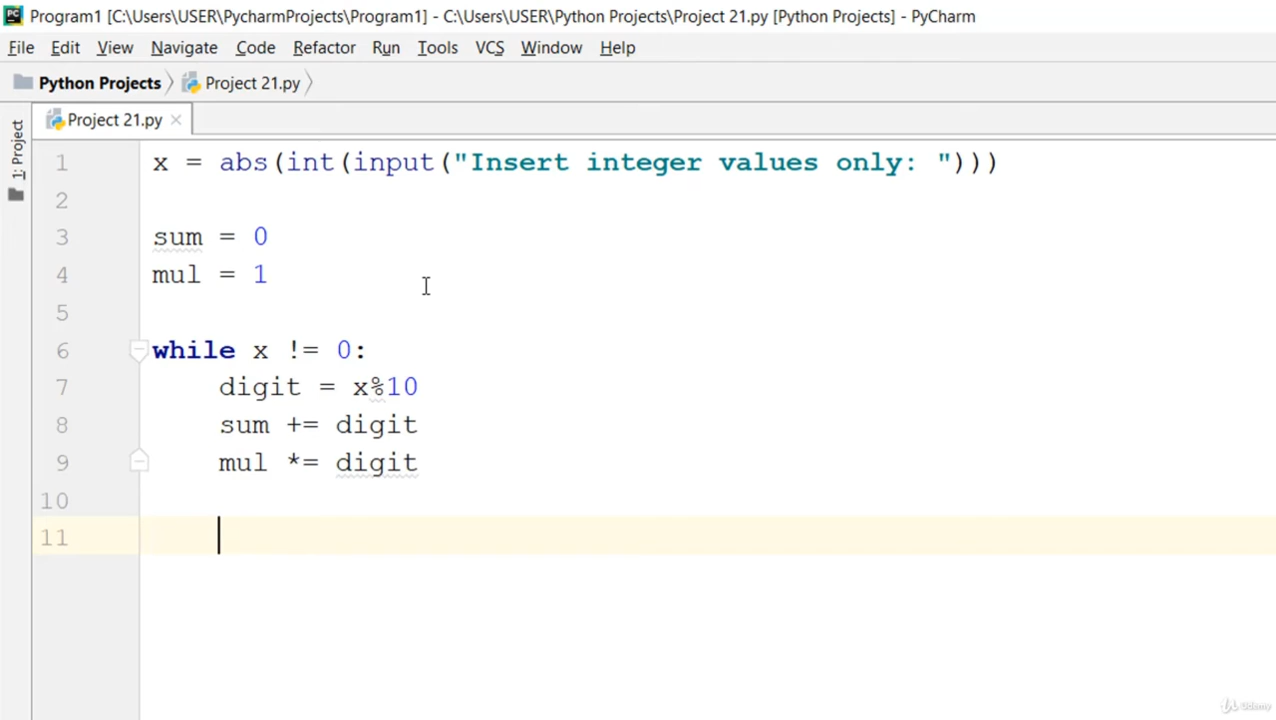 PC Program1 [C:\Users\USER\PycharmProjects\Program1] - C:\Users\USER\Python Projects\Project 21.py [Python Projects] - PyCharm
File Edit View Navigate Code Refactor Run Tools VCS Window Help
Python Projects Project 21.py
1: Project
Project 21.py ×
1 x = abs(int(input("Insert integer values only: ")))
2
3 sum = 0
4 mul = 1
5
6 while x != 0:
7 digit = x%10
8 sum += digit
9 mul *= digit
10
11
Udemy